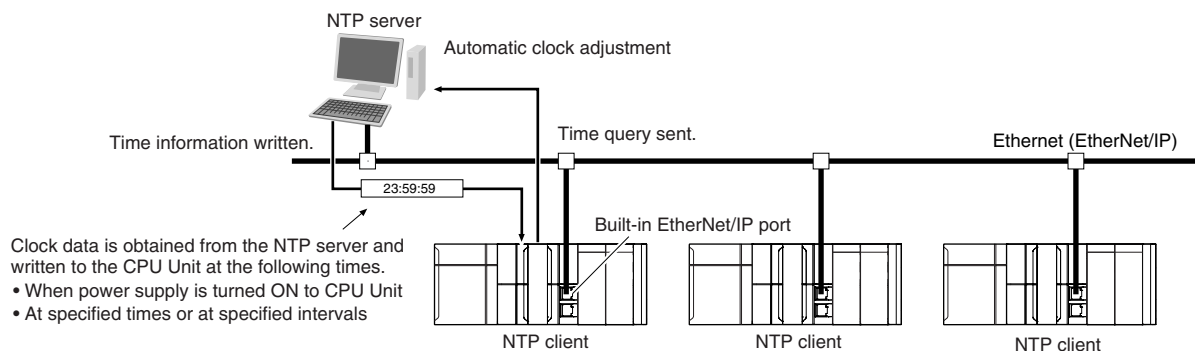 NTP server
Automatic clock adjustment
Time information written.
Time query sent.
Ethernet (EtherNet/IP)
23:59:59
Built-in EtherNet/IP port
Clock data is obtained from the NTP server and
written to the CPU Unit at the following times.
• When power supply is turned ON to CPU Unit
• At specified times or at specified intervals
NTP client
NTP client
NTP client